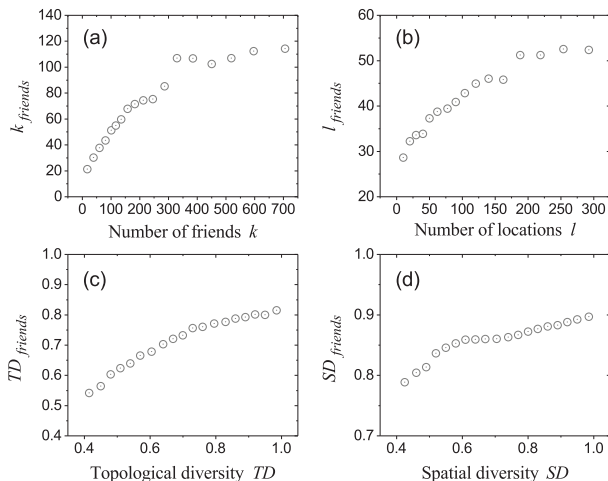 (a)
k friends
140
120
100
80
60
40
20
0
0 100 200 300 400 500 600 700
Number of friends k
(b)
l friends
60
50
40
30
20
0 50 100 150 200 250 300
Number of locations l
(c)
TD friends
1.0
0.9
0.8
0.7
0.6
0.5
0.4
0.4 0.6 0.8 1.0
Topological diversity TD
(d)
SD friends
1.0
0.9
0.8
0.7
0.4 0.6 0.8 1.0
Spatial diversity SD